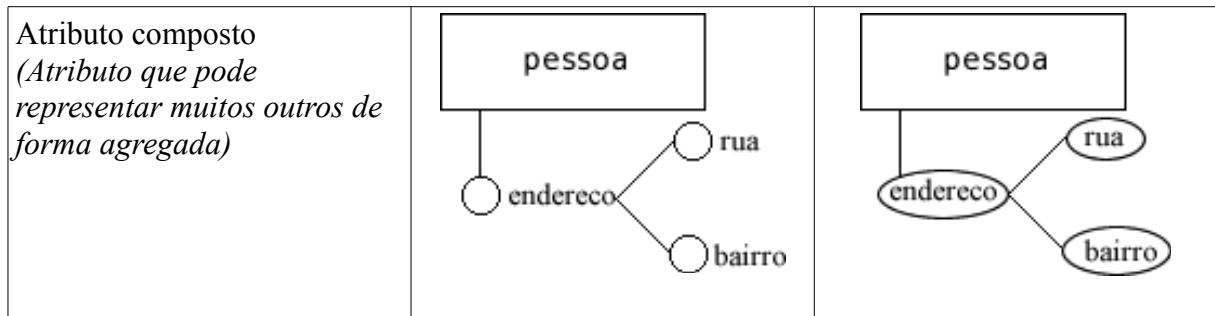 Atributo composto
(Atributo que pode
representar muitos outros de
forma agregada)
pessoa
rua
endereco
bairro
pessoa
rua
endereco
bairro